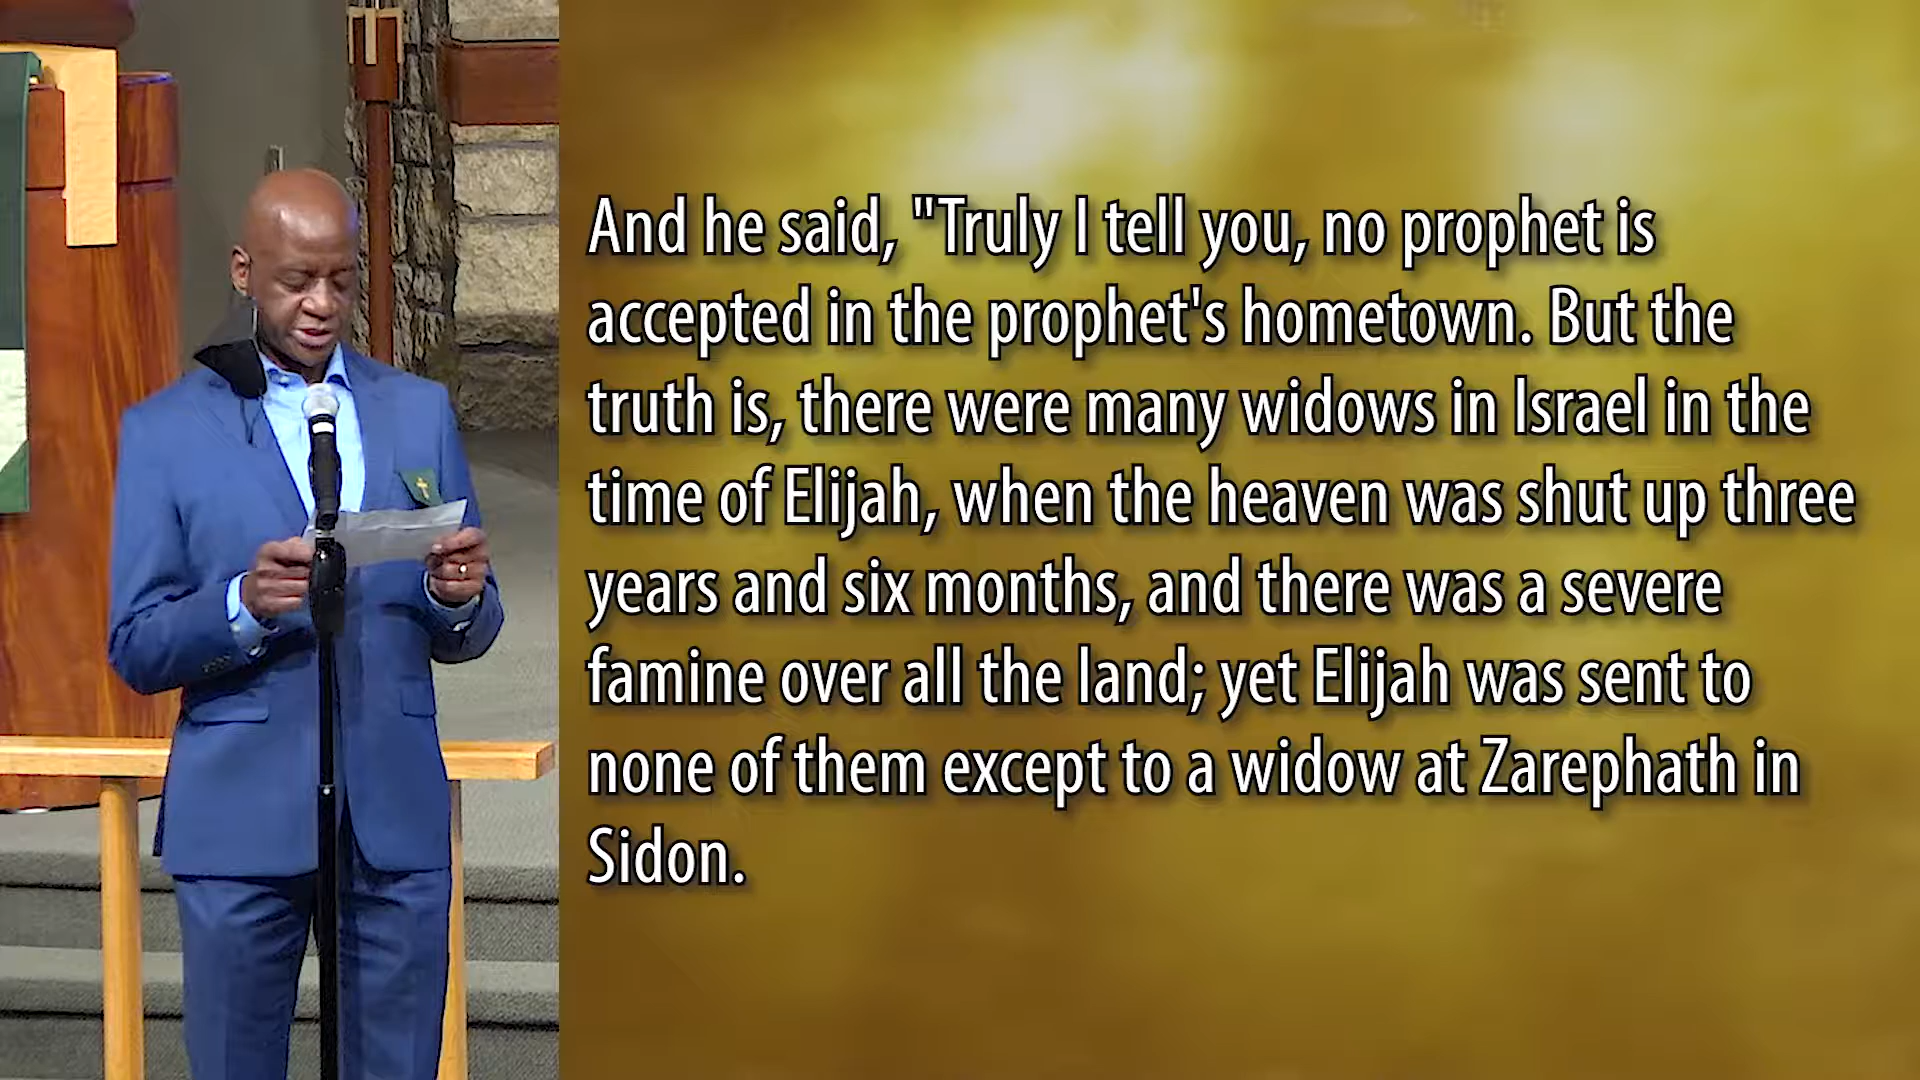 And he said, "Truly I tell you, no prophet is
accepted in the prophet's hometown. But the
truth is, there were many widows in Israel in the
time of Elijah, when the heaven was shut up three
years and six months, and there was a severe
famine over all the land; yet Elijah was sent to
none of them except to a widow at Zarephath in
Sidon.